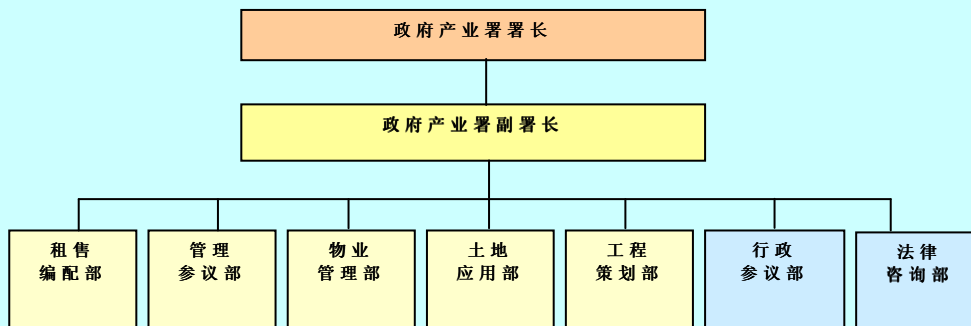 政府产业署署长
政府产业署副署长
租售
编配部
管理
参议部
物业
管理部
土地
应用部
工程
策划部
行政
参议部
法律
咨询部